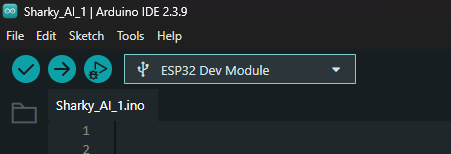 Sharky_AI_1 | Arduino IDE 2.3.9
File Edit Sketch Tools Help
ESP32 Dev Module
Sharky_AI_1.ino
1
2